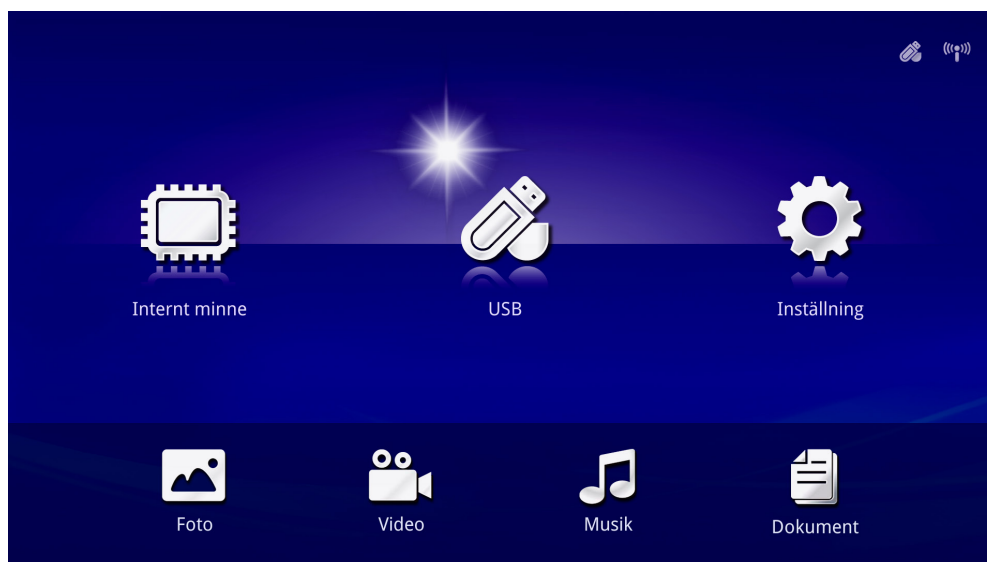 Internt minne
USB
Inställning
Foto
Video
Musik
Dokument